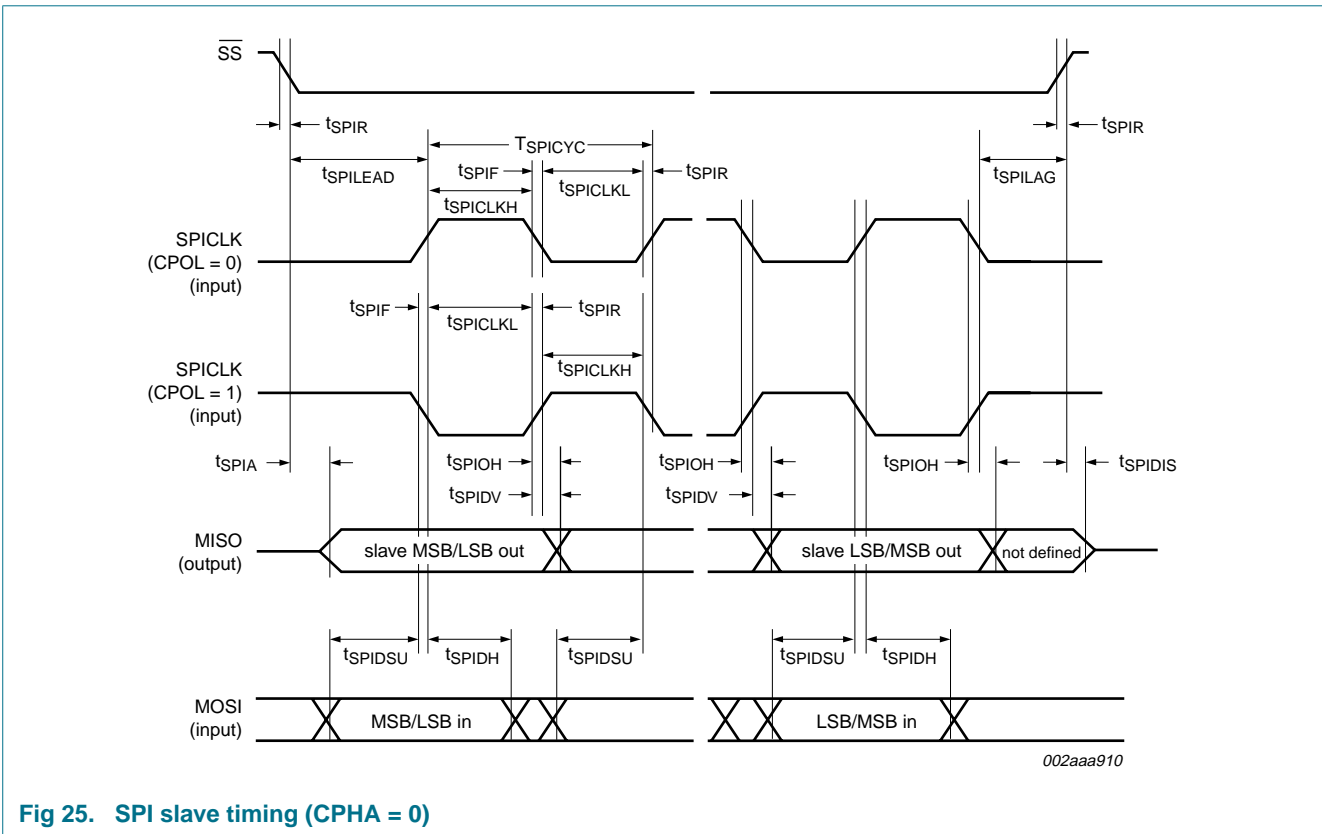 SS
tSPIR
tSPIR
TSPICYC
tSPILEAD
tSPIF
tSPICLKL
tSPIR
tSPILAG
tSPICLKH
SPICLK
(CPOL = 0)
(input)
tSPIF
tSPICLKL
tSPIR
tSPICLKH
SPICLK
(CPOL = 1)
(input)
tSPIA
tSPIOH
tSPIOH
tSPIOH
tSPIDIS
tSPIDV
tSPIDV
MISO
(output)
slave MSB/LSB out
slave LSB/MSB out
not defined
tSPIDSU
tSPIDH
tSPIDSU
tSPIDSU
tSPIDH
MOSI
(input)
MSB/LSB in
LSB/MSB in
002aaa910
Fig 25. SPI slave timing (CPHA = 0)